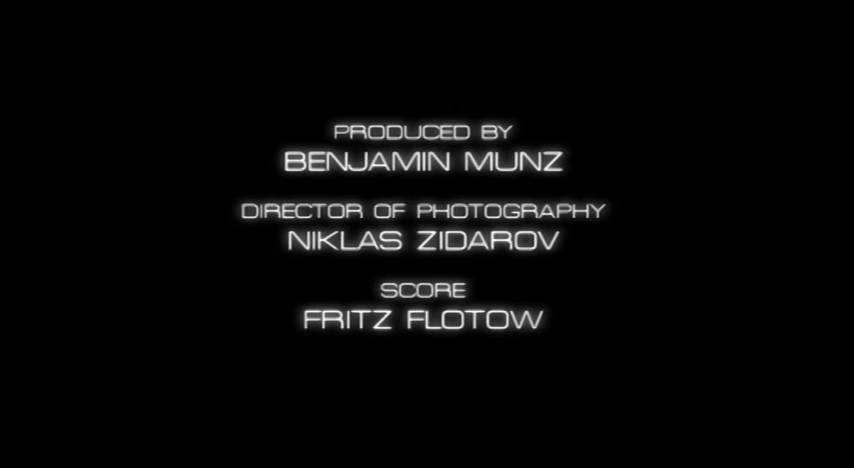 PRODUCED BY
BENJAMIN MUNZ
DIRECTOR OF PHOTOGRAPHY
NIKLAS ZIDAROV
SCORE
FRITZ FLOTOW